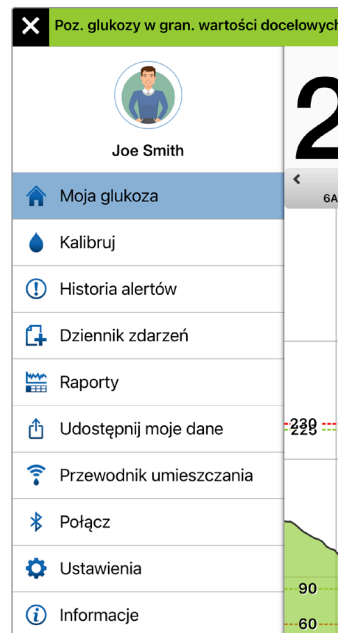 Poz. glukozy w gran. wartości docelowych
Joe Smith
2
Moja glukoza
6A
Kalibruj
Historia alertów
Dziennik zdarzeń
Raporty
Udostępnij moje dane
230
225
Przewodnik umieszczania
Połącz
Ustawienia
90
Informacje
60